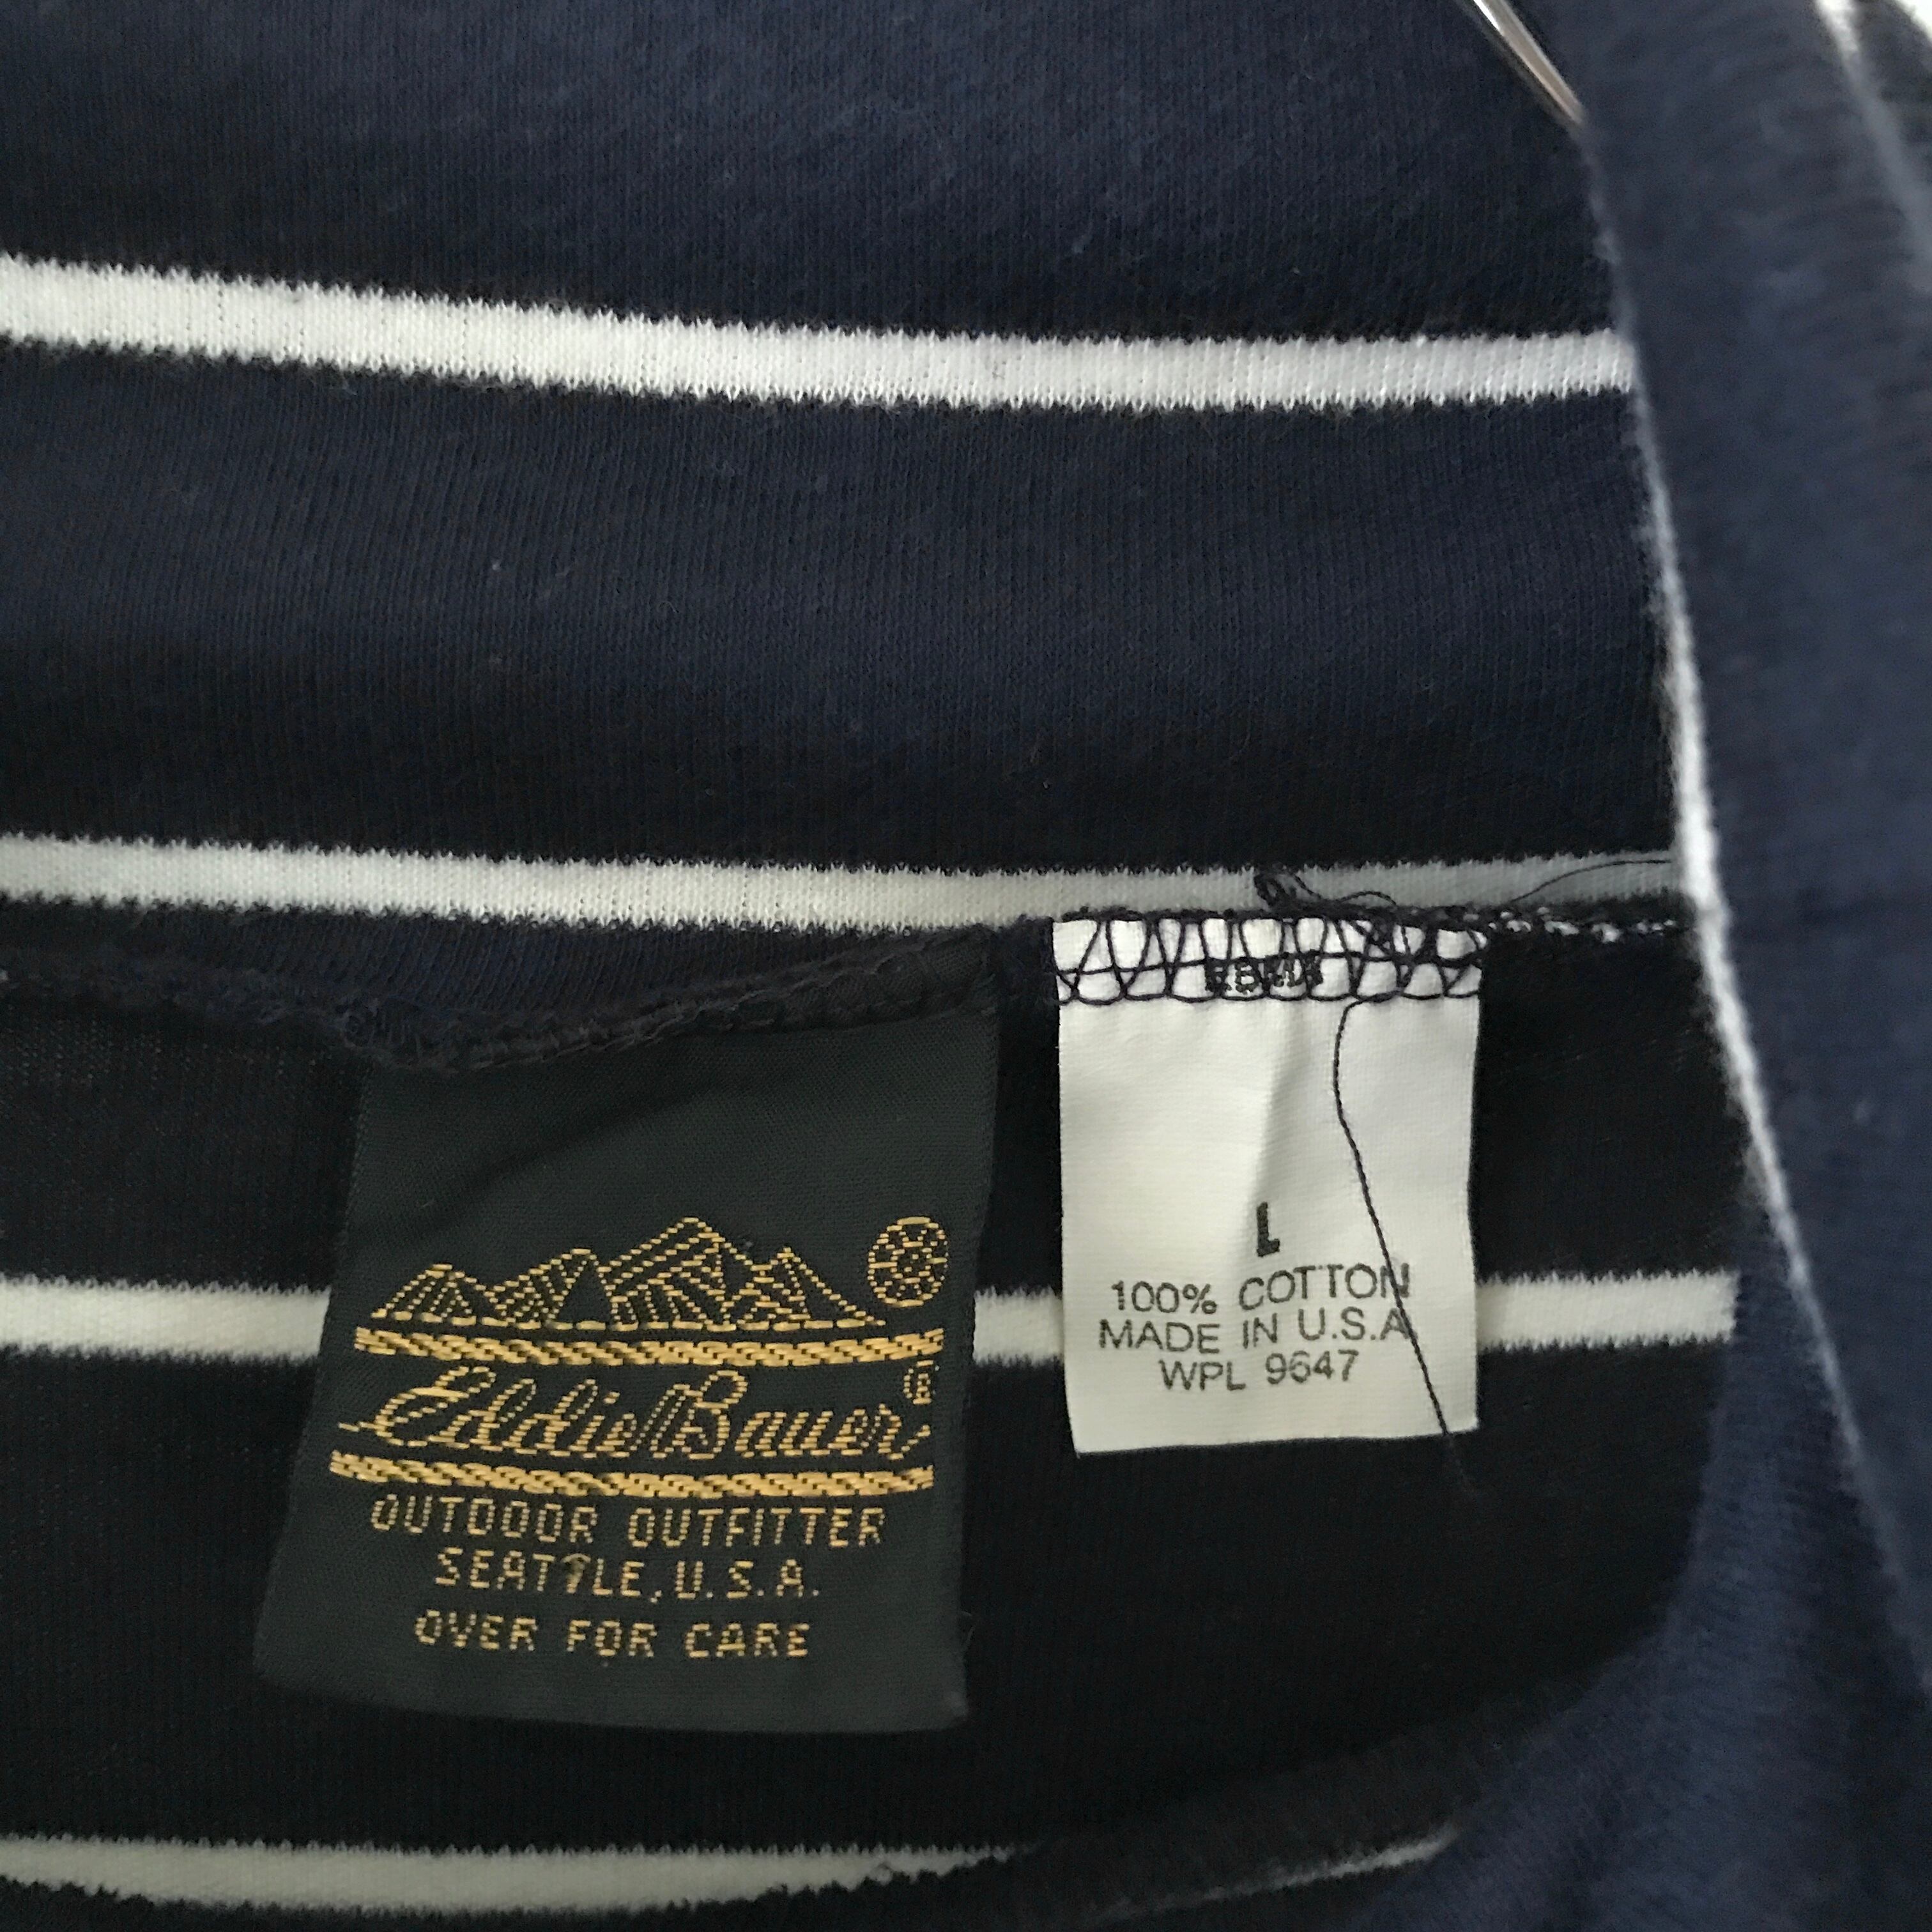 Eddie Bauer®
OUTDOOR OUTFITTER
SEATTLE, U.S.A.
OVER FOR CARE
L
100% COTTON
MADE IN U.S.A
WPL 9647